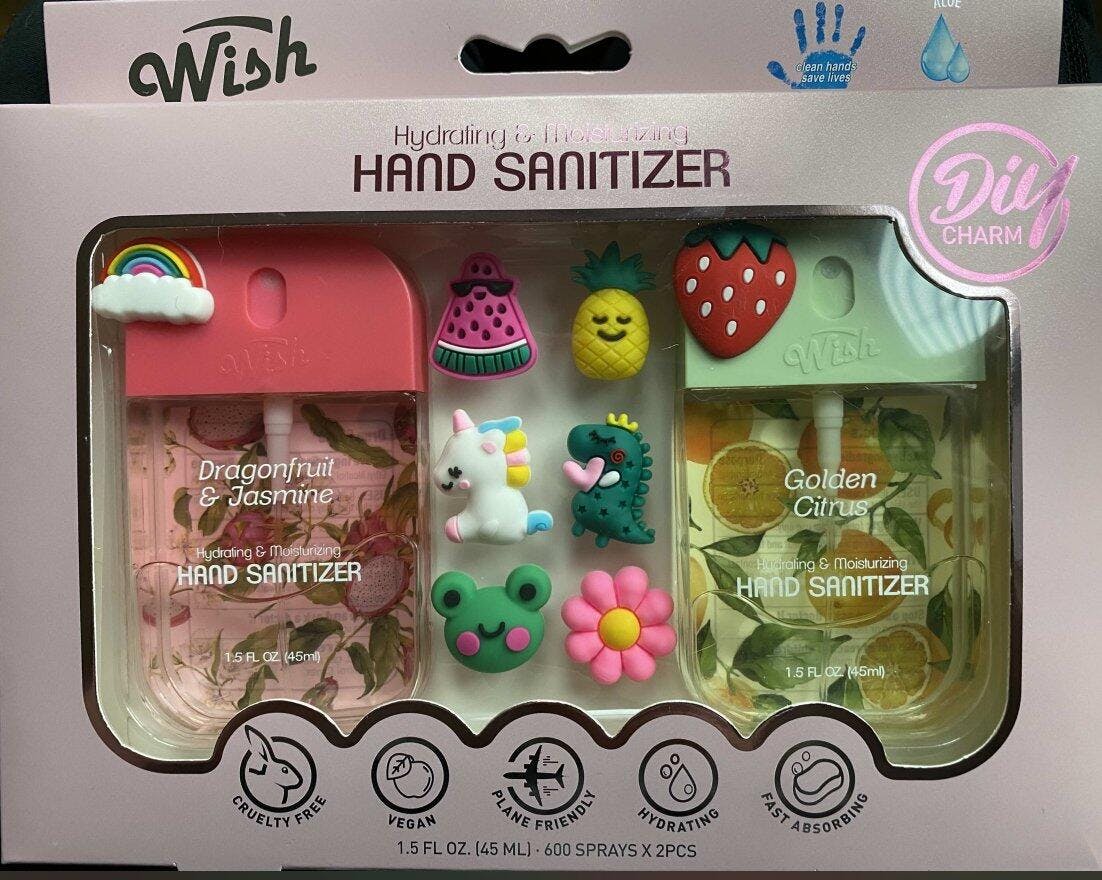 Wish
clean hands
save lives
ALOE
Hydrating & Moisturizing
HAND SANITIZER
Diy
CHARM
Wish
Dragonfruit
& Jasmine
Hydrating & Moisturizing
HAND SANITIZER
1.5 FL OZ. (45ml)
Wish
Golden
Citrus
Hydrating & Moisturizing
HAND SANITIZER
1.5 FL OZ. (45ml)
CRUELTY FREE
VEGAN
PLANE FRIENDLY
HYDRATING
FAST ABSORBING
1.5 FL OZ. (45 ML) · 600 SPRAYS X 2PCS